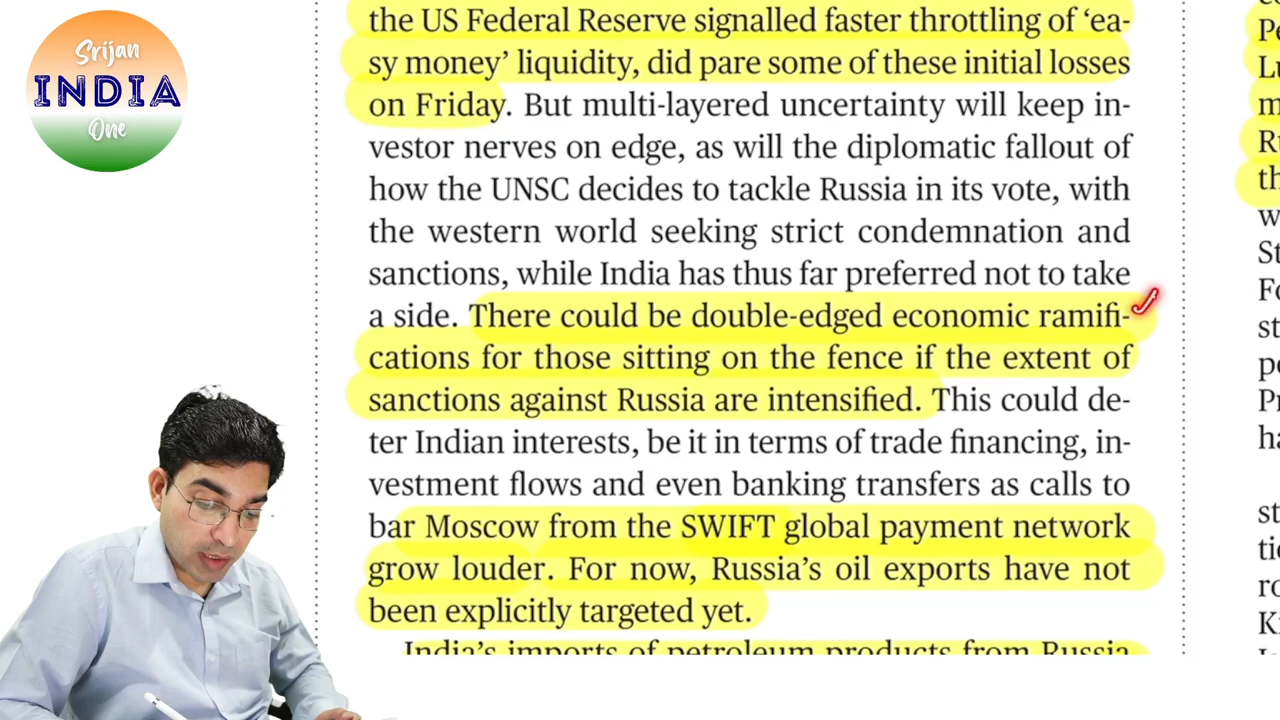 Srijan
INDIA
One
the US Federal Reserve signalled faster throttling of ‘ea-
sy money’ liquidity, did pare some of these initial losses
on Friday. But multi-layered uncertainty will keep in-
vestor nerves on edge, as will the diplomatic fallout of
how the UNSC decides to tackle Russia in its vote, with
the western world seeking strict condemnation and
sanctions, while India has thus far preferred not to take
a side. There could be double-edged economic ramifi-
cations for those sitting on the fence if the extent of
sanctions against Russia are intensified. This could de-
ter Indian interests, be it in terms of trade financing, in-
vestment flows and even banking transfers as calls to
bar Moscow from the SWIFT global payment network
grow louder. For now, Russia’s oil exports have not
been explicitly targeted yet.
India’s imports of petroleum products from Russia